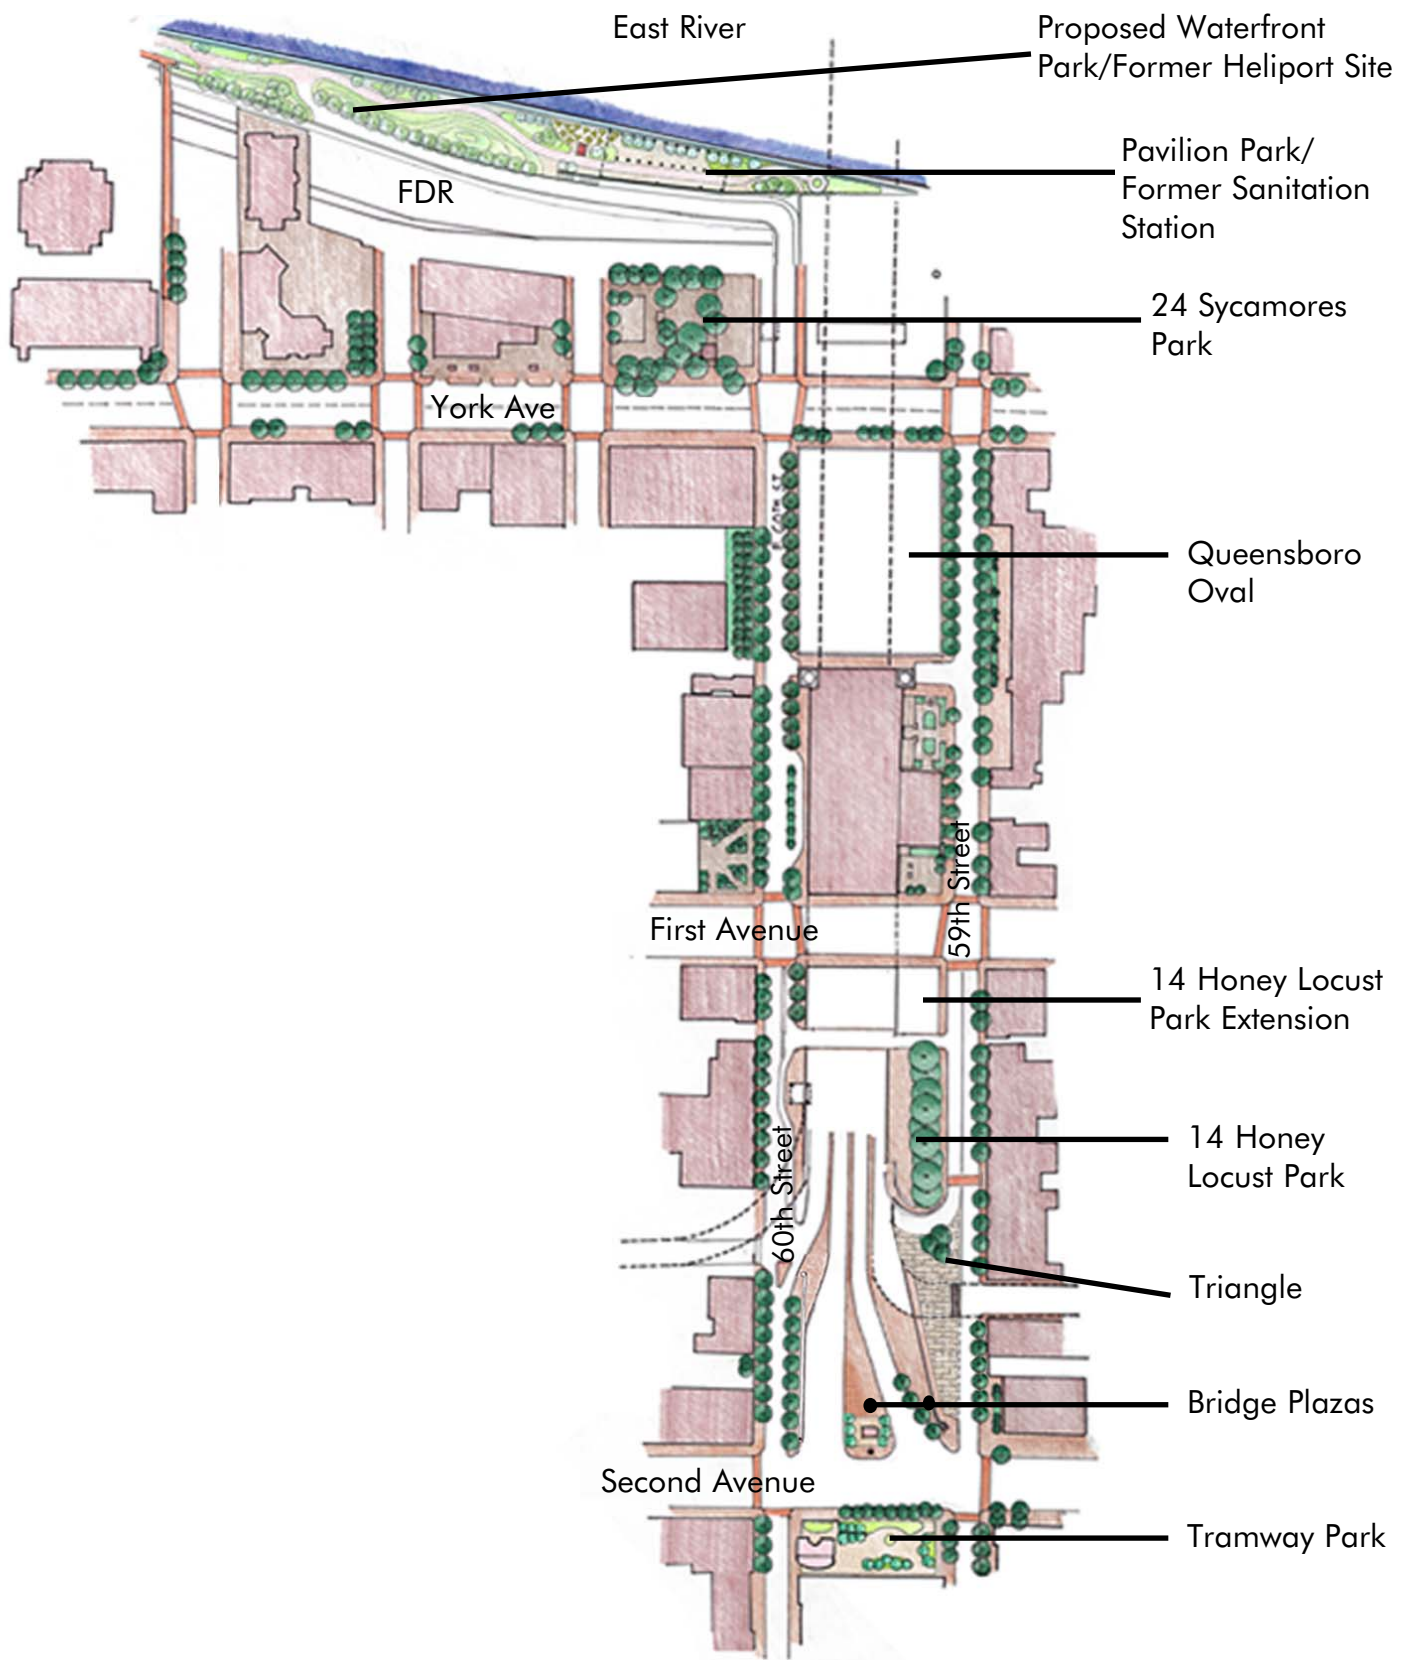 East River
Proposed Waterfront
Park/Former Heliport Site
Pavilion Park/
Former Sanitation
Station
FDR
24 Sycamores
Park
York Ave
E 60TH ST
Queensboro
Oval
59th Street
First Avenue
14 Honey Locust
Park Extension
14 Honey
Locust Park
60th Street
Triangle
Bridge Plazas
Second Avenue
Tramway Park